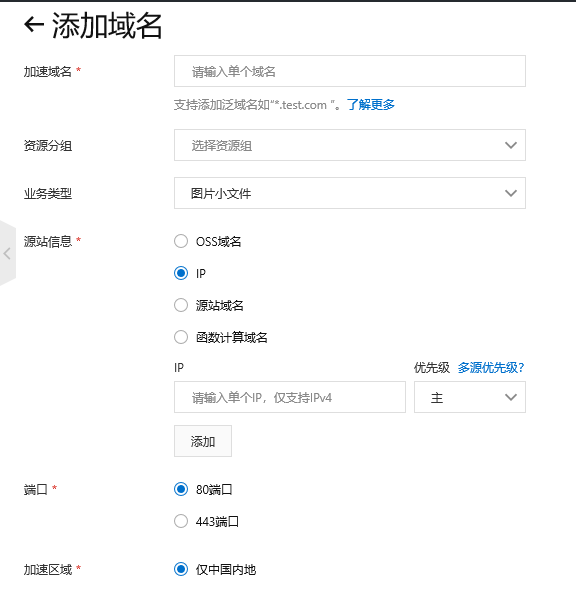 添加域名
加速域名 * 请输入单个域名
支持添加泛域名如“*.test.com ”。了解更多
资源分组 选择资源组
业务类型 图片小文件
源站信息 * OSS域名
IP
源站域名
函数计算域名
IP 优先级 多源优先级?
请输入单个IP，仅支持IPv4 主
添加
端口 * 80端口
443端口
加速区域 * 仅中国内地